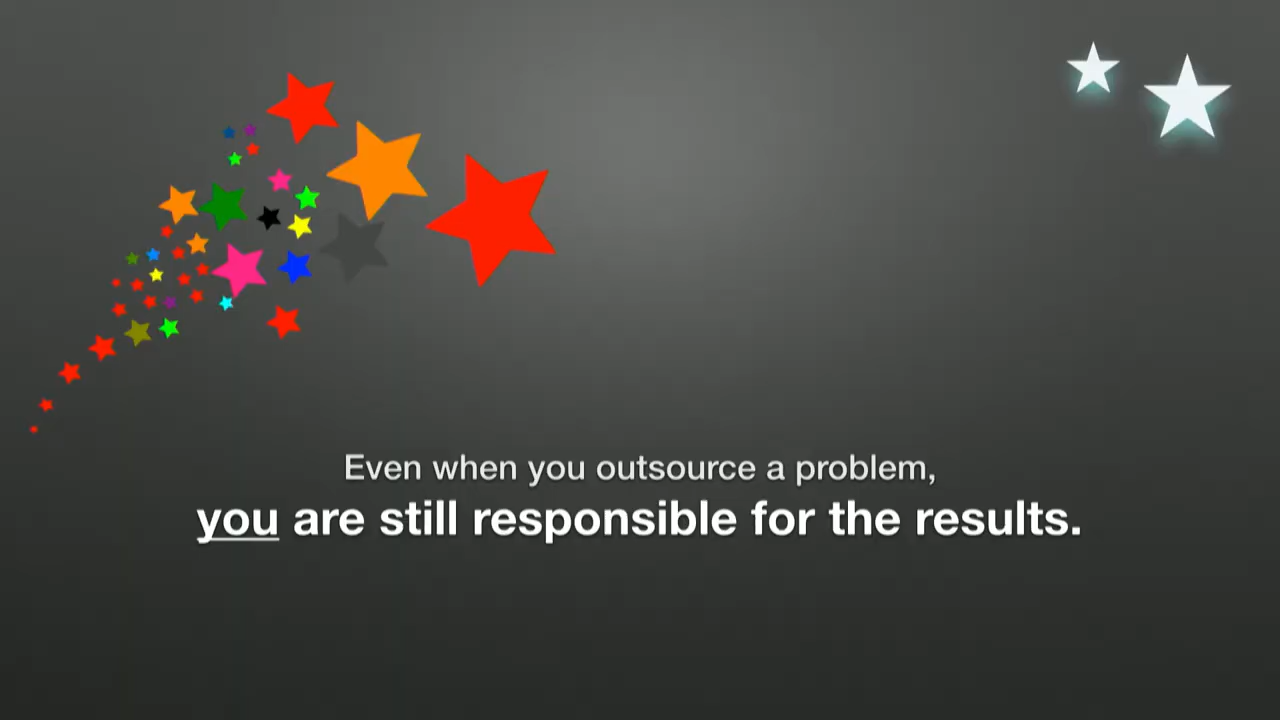 Even when you outsource a problem,
you are still responsible for the results.